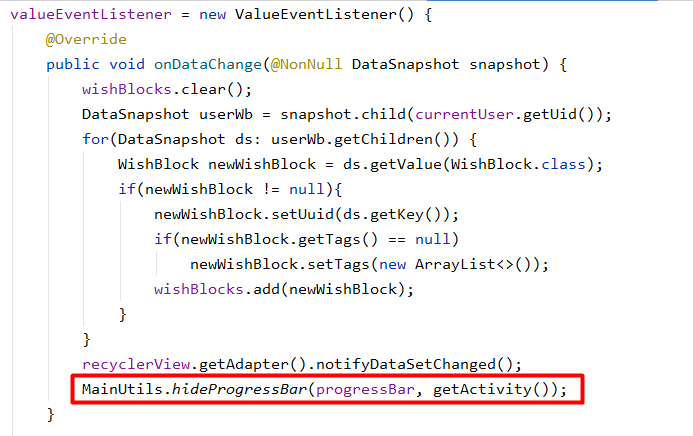 valueEventListener = new ValueEventListener() {
@Override
public void onDataChange(@NonNull DataSnapshot snapshot) {
wishBlocks.clear();
DataSnapshot userWb = snapshot.child(currentUser.getUid());
for(DataSnapshot ds: userWb.getChildren()) {
WishBlock newWishBlock = ds.getValue(WishBlock.class);
if(newWishBlock != null){
newWishBlock.setUuid(ds.getKey());
if(newWishBlock.getTags() == null)
newWishBlock.setTags(new ArrayList<>());
wishBlocks.add(newWishBlock);
}
}
recyclerView.getAdapter().notifyDataSetChanged();
MainUtils.hideProgressBar(progressBar, getActivity());
}